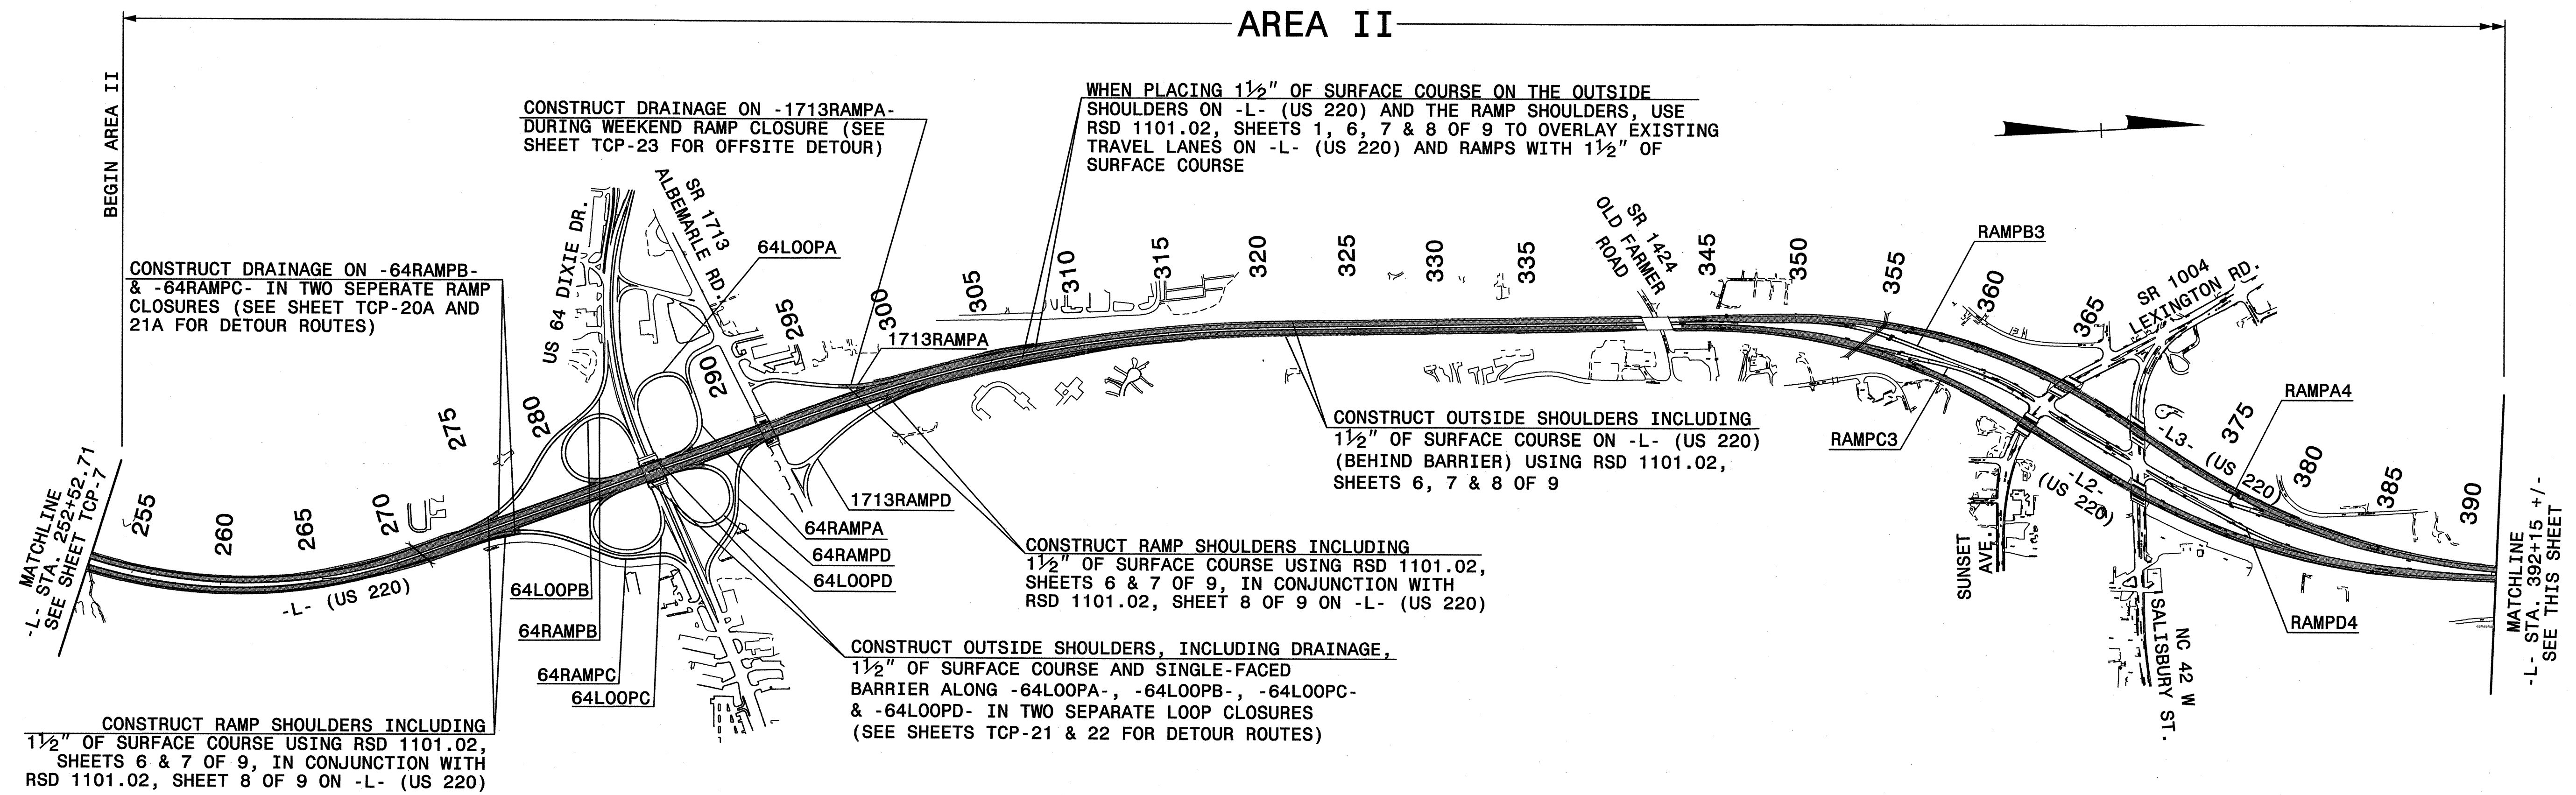 AREA II
BEGIN AREA II
CONSTRUCT DRAINAGE ON -1713RAMPA-
DURING WEEKEND RAMP CLOSURE (SEE
SHEET TCP-23 FOR OFFSITE DETOUR)
WHEN PLACING 1½" OF SURFACE COURSE ON THE OUTSIDE
SHOULDERS ON -L- (US 220) AND THE RAMP SHOULDERS, USE
RSD 1101.02, SHEETS 1, 6, 7 & 8 OF 9 TO OVERLAY EXISTING
TRAVEL LANES ON -L- (US 220) AND RAMPS WITH 1½" OF
SURFACE COURSE
CONSTRUCT DRAINAGE ON -64RAMPB-
& -64RAMPC- IN TWO SEPERATE RAMP
CLOSURES (SEE SHEET TCP-20A AND
21A FOR DETOUR ROUTES)
US 64 DIXIE DR.
SR 1713
ALBEMARLE RD.
64LOOPA
1713RAMPA
SR 1424
OLD FARMER
ROAD
RAMPB3
SR 1004
LEXINGTON RD.
255
260
265
270
275
280
290
295
300
305
310
315
320
325
330
335
345
350
355
360
365
375
380
385
390
MATCHLINE
-L- STA. 252+52.71
SEE SHEET TCP-7
-L- (US 220)
64LOOPB
64RAMPB
64RAMPC
64LOOPC
1713RAMPD
64RAMPA
64RAMPD
64LOOPD
CONSTRUCT OUTSIDE SHOULDERS INCLUDING
1½" OF SURFACE COURSE ON -L- (US 220)
(BEHIND BARRIER) USING RSD 1101.02,
SHEETS 6, 7 & 8 OF 9
RAMPC3
RAMPA4
-L3-
(US 220)
-L2-
(US 220)
SUNSET
AVE.
RAMPD4
NC 42 W
SALISBURY ST.
MATCHLINE
-L- STA. 392+15 +/-
SEE THIS SHEET
CONSTRUCT RAMP SHOULDERS INCLUDING
1½" OF SURFACE COURSE USING RSD 1101.02,
SHEETS 6 & 7 OF 9, IN CONJUNCTION WITH
RSD 1101.02, SHEET 8 OF 9 ON -L- (US 220)
CONSTRUCT OUTSIDE SHOULDERS, INCLUDING DRAINAGE,
1½" OF SURFACE COURSE AND SINGLE-FACED
BARRIER ALONG -64LOOPA-, -64LOOPB-, -64LOOPC-
& -64LOOPD- IN TWO SEPARATE LOOP CLOSURES
(SEE SHEETS TCP-21 & 22 FOR DETOUR ROUTES)
CONSTRUCT RAMP SHOULDERS INCLUDING
1½" OF SURFACE COURSE USING RSD 1101.02,
SHEETS 6 & 7 OF 9, IN CONJUNCTION WITH
RSD 1101.02, SHEET 8 OF 9 ON -L- (US 220)